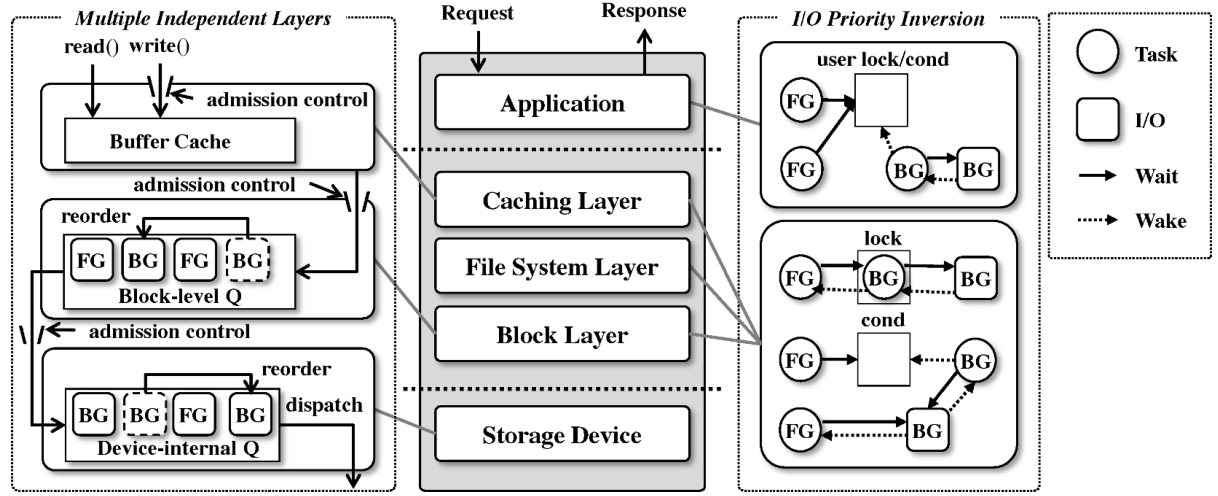 Multiple Independent Layers
read()
write()
admission control
Buffer Cache
admission control
reorder
FG
BG
FG
BG
Block-level Q
admission control
reorder
BG
BG
FG
BG
dispatch
Device-internal Q
Request
Response
Application
Caching Layer
File System Layer
Block Layer
Storage Device
I/O Priority Inversion
user lock/cond
FG
FG
BG
BG
lock
FG
BG
BG
cond
FG
BG
FG
BG
Task
I/O
Wait
Wake